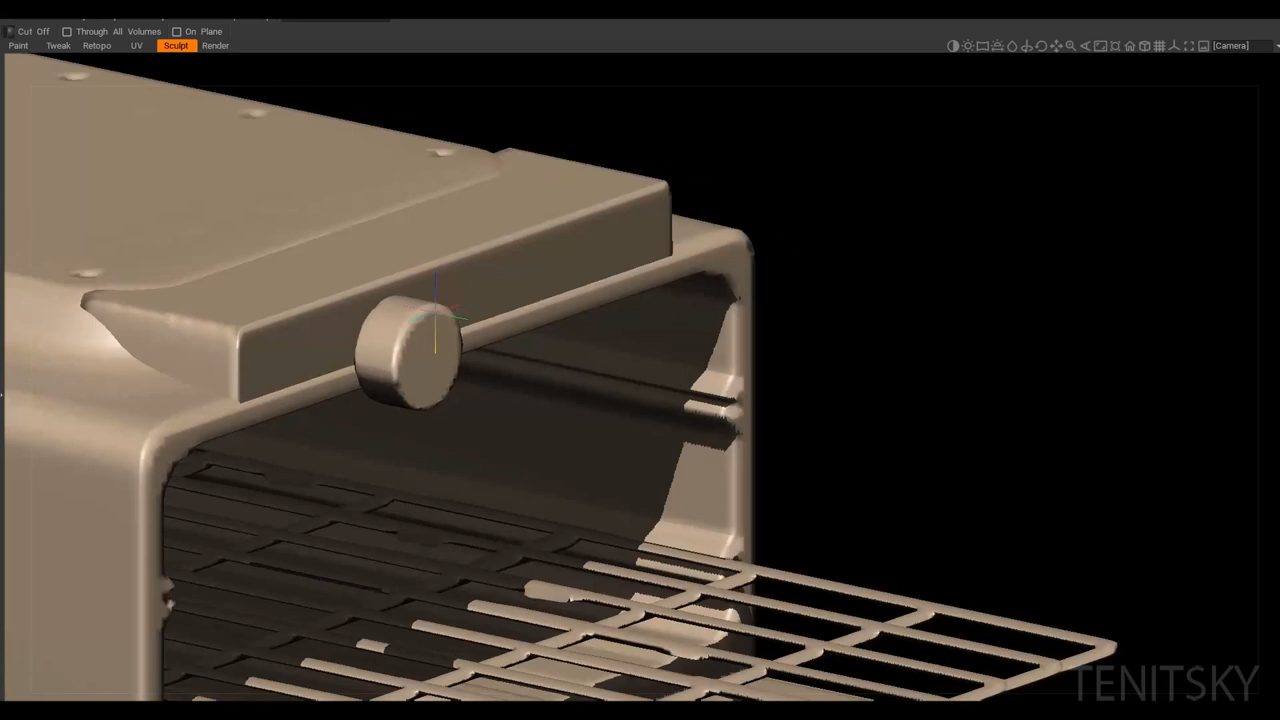 Cut Off Through All Volumes On Plane
Paint Tweak Retopo UV Sculpt Render [Camera]
TENITSKY